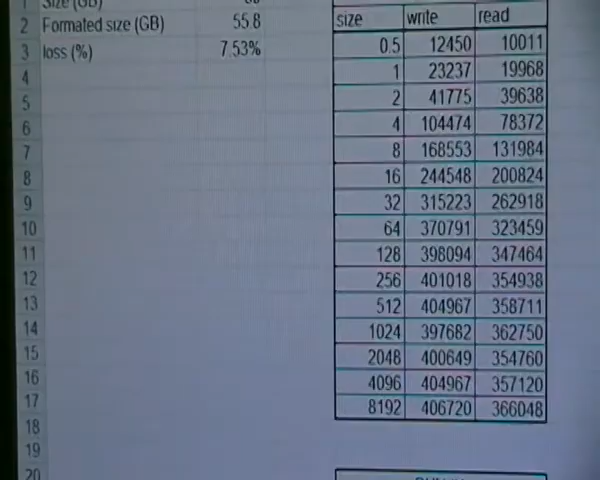 1 Size (GB)
2 Formated size (GB) 55.8 size write read
3 loss (%) 7.53% 0.5 12450 10011
4 1 23237 19968
5 2 41775 39638
6 4 104474 78372
7 8 168553 131984
8 16 244548 200824
9 32 315223 262918
10 64 370791 323459
11 128 398094 347464
12 256 401018 354938
13 512 404967 358711
14 1024 397682 362750
15 2048 400649 354760
16 4096 404967 357120
17 8192 406720 366048
18
19
20